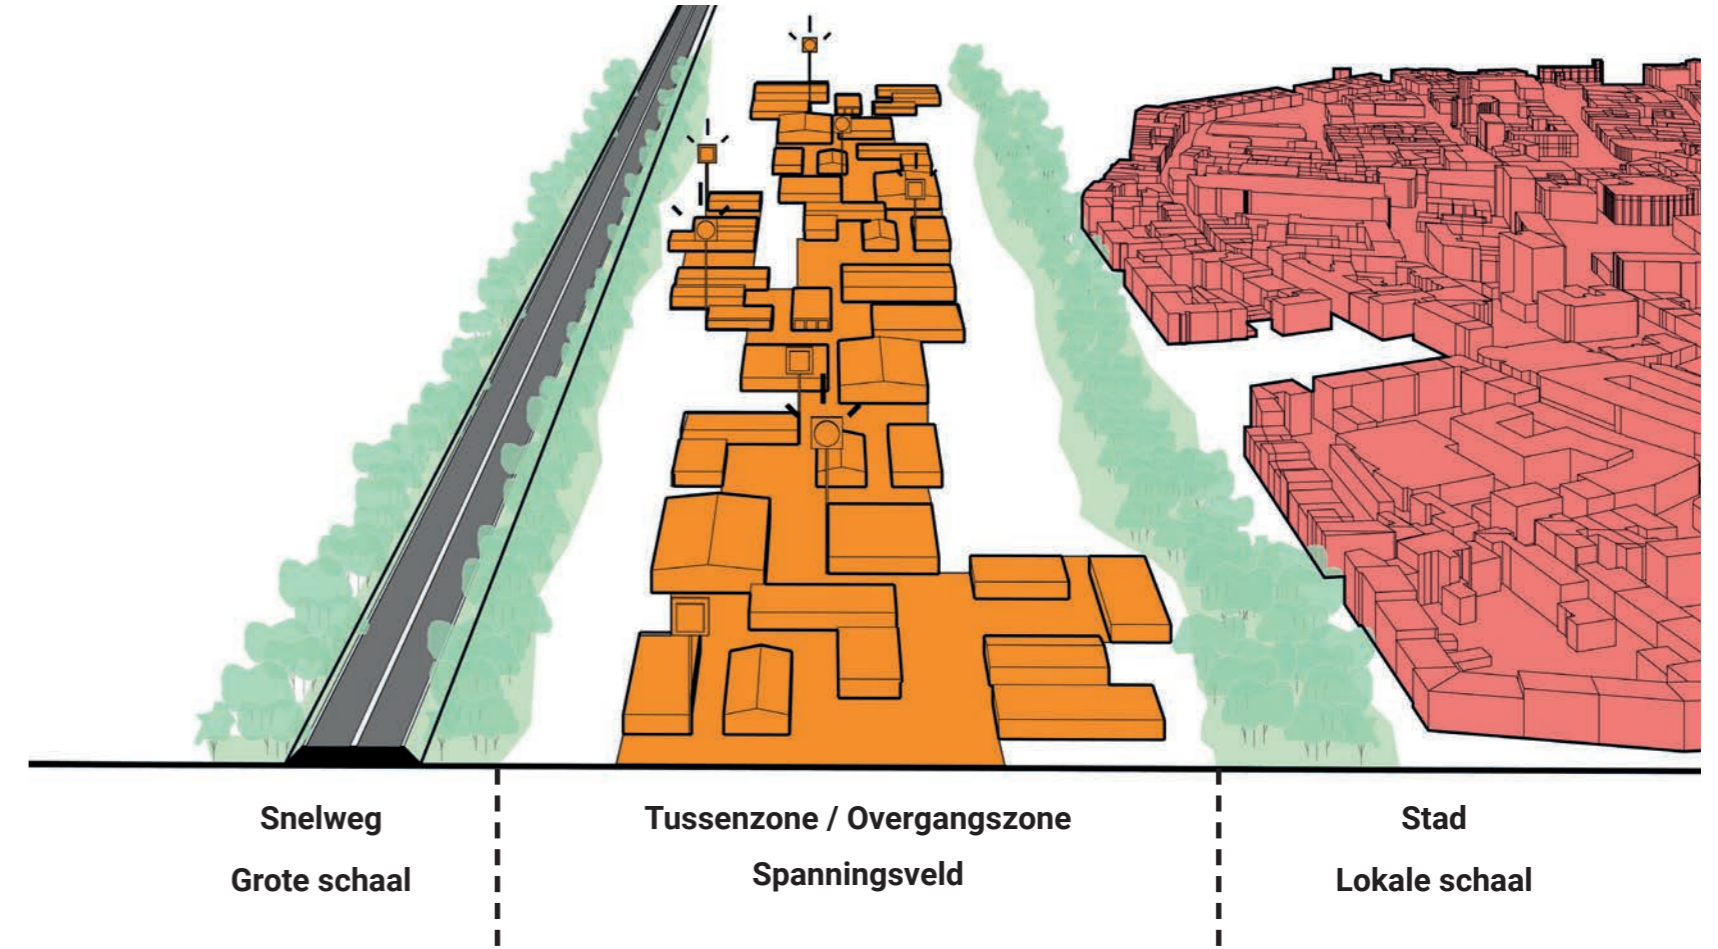 Snelweg
Grote schaal
Tussenzone / Overgangszone
Spanningsveld
Stad
Lokale schaal